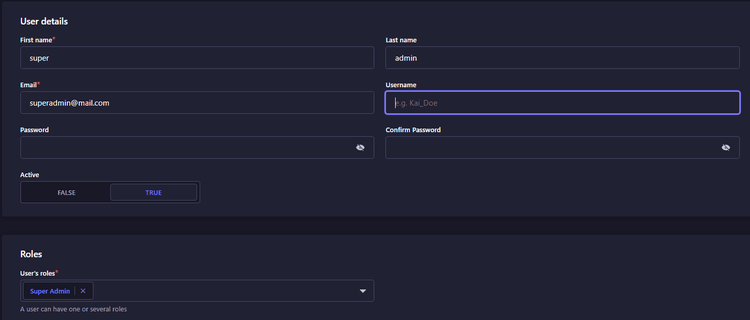 User details
First name*
Last name
super
admin
Email*
Username
superadmin@mail.com
e.g. Kai_Doe
Password
Confirm Password
Active
FALSE
TRUE
Roles
User's roles*
Super Admin
A user can have one or several roles